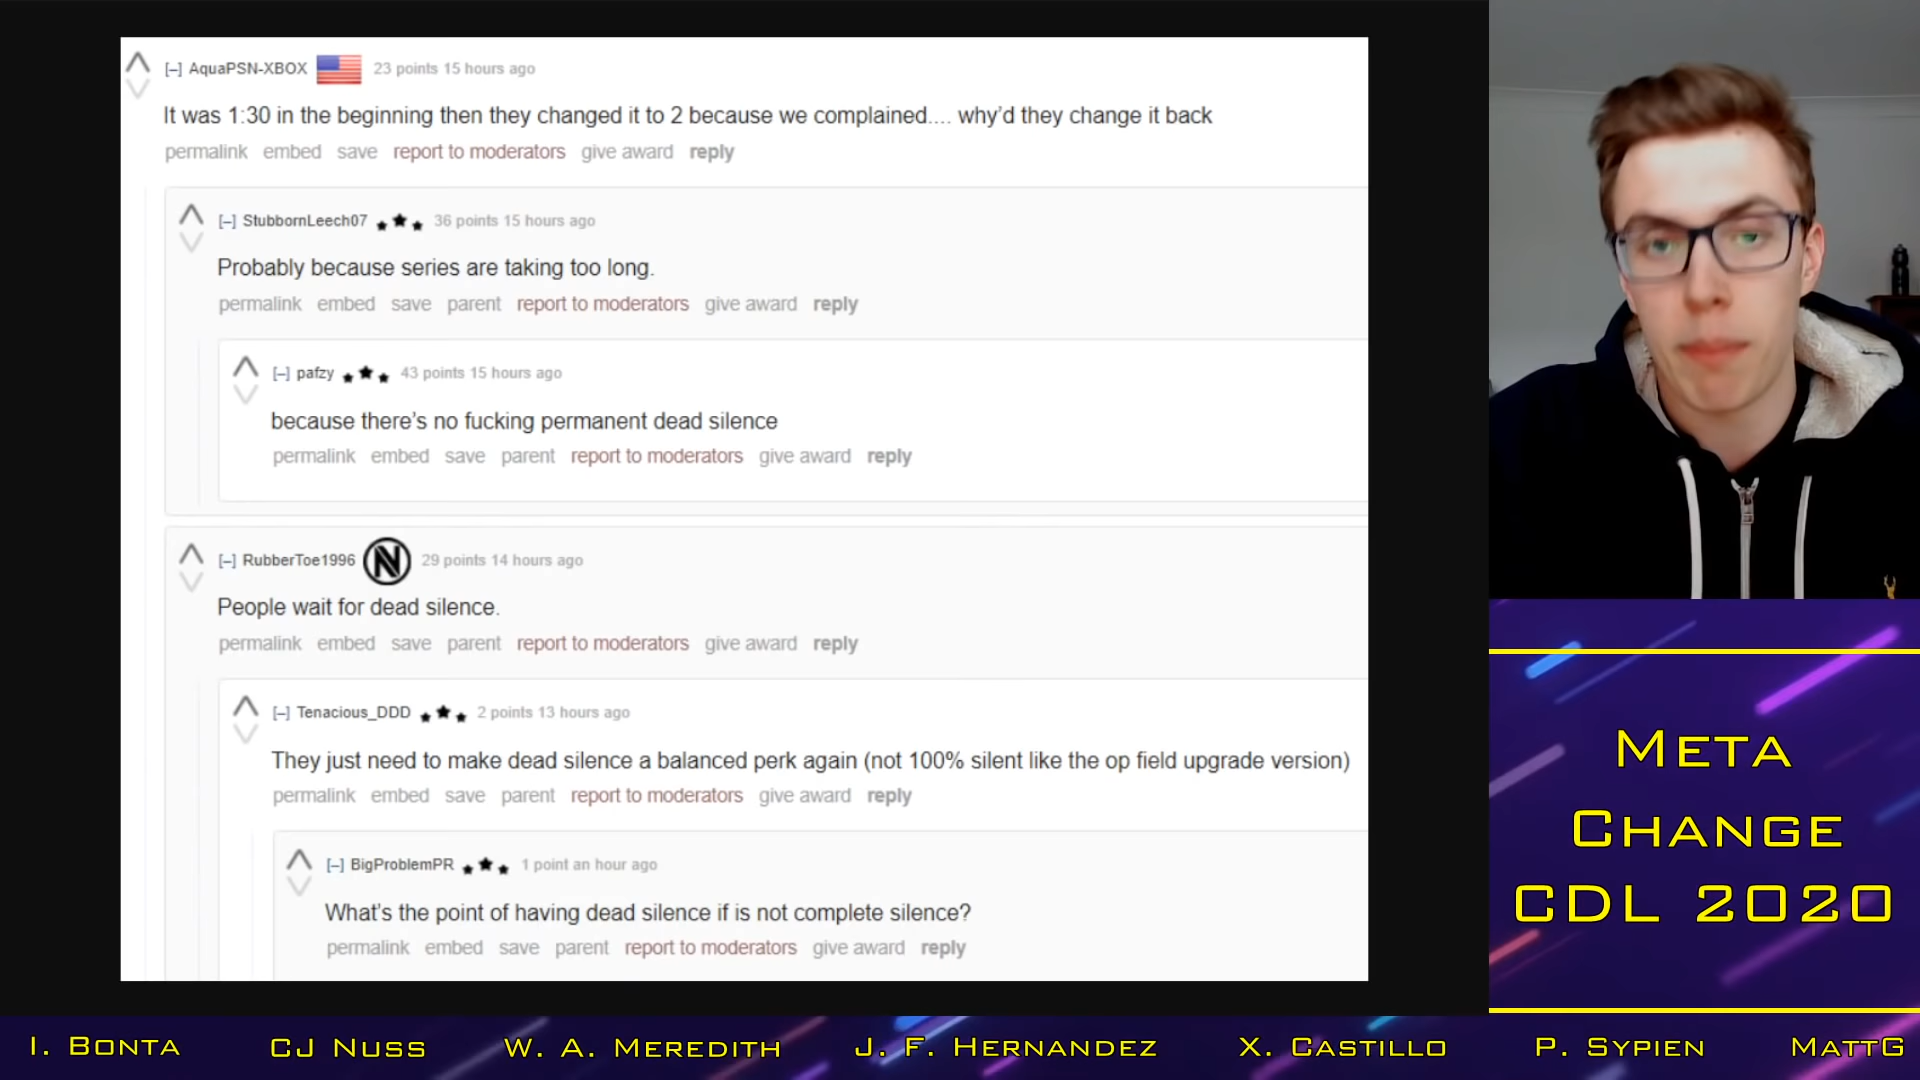 [–] AquaPSN-XBOX 23 points 15 hours ago
It was 1:30 in the beginning then they changed it to 2 because we complained.... why'd they change it back
permalink embed save report to moderators give award reply
[–] StubbornLeech07 36 points 15 hours ago
Probably because series are taking too long.
permalink embed save parent report to moderators give award reply
[–] pafzy 43 points 15 hours ago
because there's no fucking permanent dead silence
permalink embed save parent report to moderators give award reply
[–] RubberToe1996 N 29 points 14 hours ago
People wait for dead silence.
permalink embed save parent report to moderators give award reply
[–] Tenacious_DDD 2 points 13 hours ago
They just need to make dead silence a balanced perk again (not 100% silent like the op field upgrade version)
permalink embed save parent report to moderators give award reply
[–] BigProblemPR 1 point an hour ago
What's the point of having dead silence if is not complete silence?
permalink embed save parent report to moderators give award reply
Meta
Change
CDL 2020
I. Bonta CJ Nuss W. A. Meredith J. F. Hernandez X. Castillo P. Sypien MattG